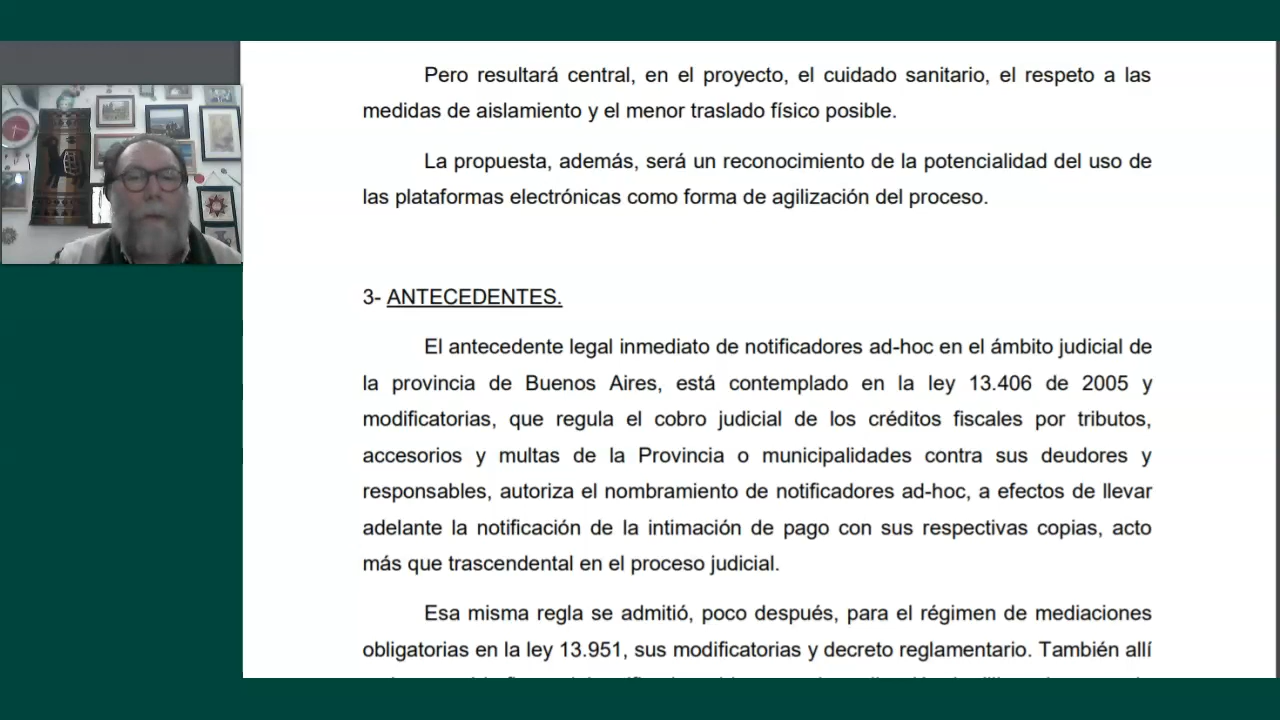 Pero resultará central, en el proyecto, el cuidado sanitario, el respeto a las
medidas de aislamiento y el menor traslado físico posible.
La propuesta, además, será un reconocimiento de la potencialidad del uso de
las plataformas electrónicas como forma de agilización del proceso.
3- ANTECEDENTES.
El antecedente legal inmediato de notificadores ad-hoc en el ámbito judicial de
la provincia de Buenos Aires, está contemplado en la ley 13.406 de 2005 y
modificatorias, que regula el cobro judicial de los créditos fiscales por tributos,
accesorios y multas de la Provincia o municipalidades contra sus deudores y
responsables, autoriza el nombramiento de notificadores ad-hoc, a efectos de llevar
adelante la notificación de la intimación de pago con sus respectivas copias, acto
más que trascendental en el proceso judicial.
Esa misma regla se admitió, poco después, para el régimen de mediaciones
obligatorias en la ley 13.951, sus modificatorias y decreto reglamentario. También allí